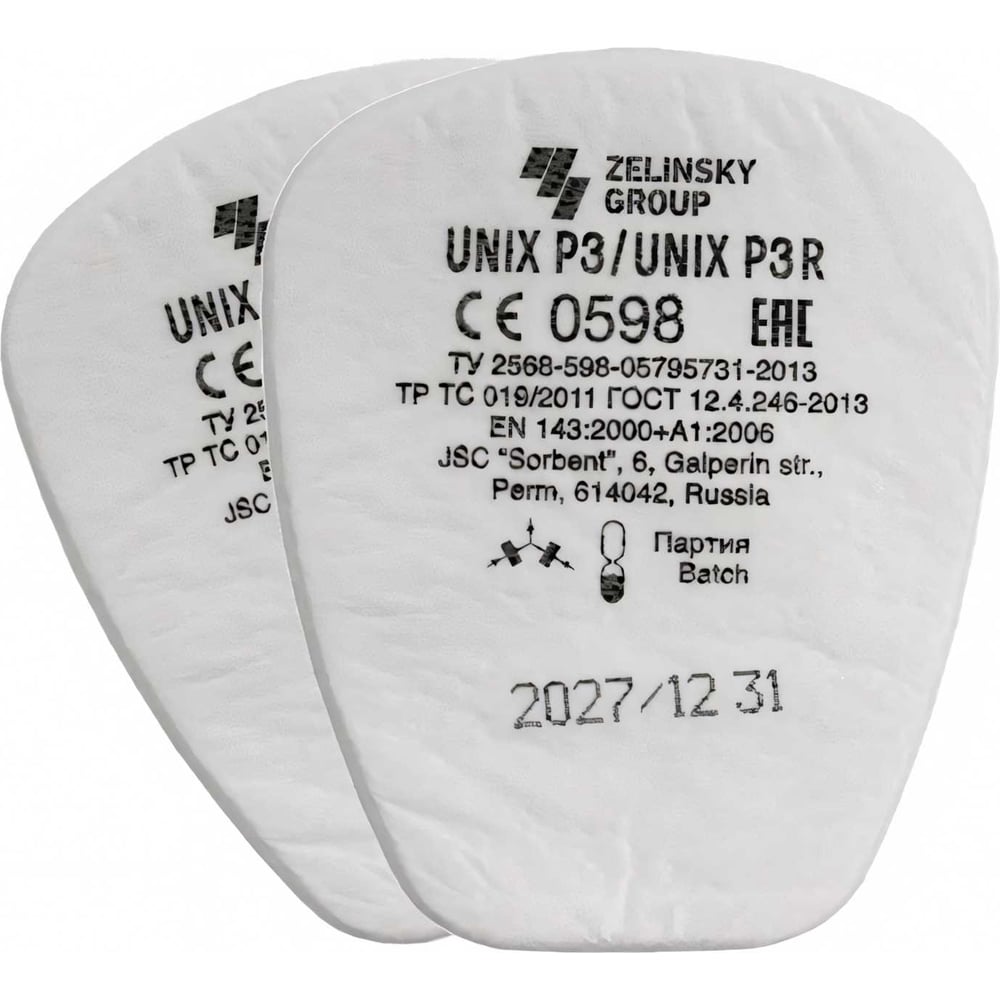 ZELINSKY
GROUP
UNIX P3/UNIX P3R
CE 0598 EAC
ТУ 2568-598-05795731-2013
ТР ТС 019/2011 ГОСТ 12.4.246-2013
EN 143:2000+A1:2006
JSC "Sorbent", 6, Galperin str.,
Perm, 614042, Russia
Партия
Batch
2027/12 31
UNIX
CE
ТУ 25
ТР ТС 01
E
JSC